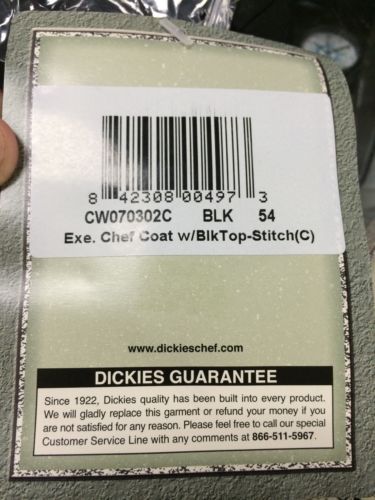 8 42308 00497 3
CW070302C BLK 54
Exe. Chef Coat w/BlkTop-Stitch(C)
www.dickieschef.com
DICKIES GUARANTEE
Since 1922, Dickies quality has been built into every product.
We will gladly replace this garment or refund your money if you
are not satisfied for any reason. Please feel free to call our special
Customer Service Line with any comments at 866-511-5967.